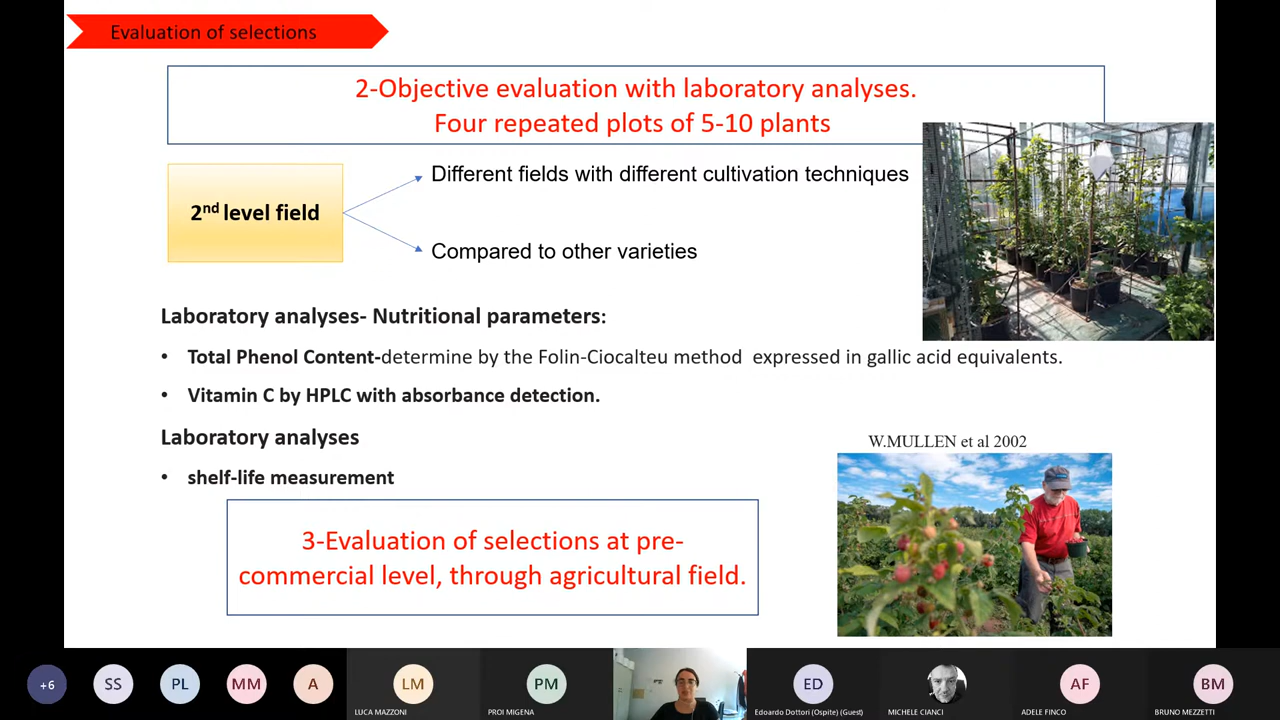 Evaluation of selections
2-Objective evaluation with laboratory analyses.
Four repeated plots of 5-10 plants
2nd level field
Different fields with different cultivation techniques
Compared to other varieties
Laboratory analyses- Nutritional parameters:
• Total Phenol Content-determine by the Folin-Ciocalteu method expressed in gallic acid equivalents.
• Vitamin C by HPLC with absorbance detection.
Laboratory analyses
• shelf-life measurement
W.MULLEN et al 2002
3-Evaluation of selections at pre-
commercial level, through agricultural field.
+6
SS
PL
MM
A
LM
LUCA MAZZONI
PM
PROI MIGENA
ED
Edoardo Dottori (Ospite) (Guest)
MICHELE CIANCI
AF
ADELE FINCO
BM
BRUNO MEZZETTI